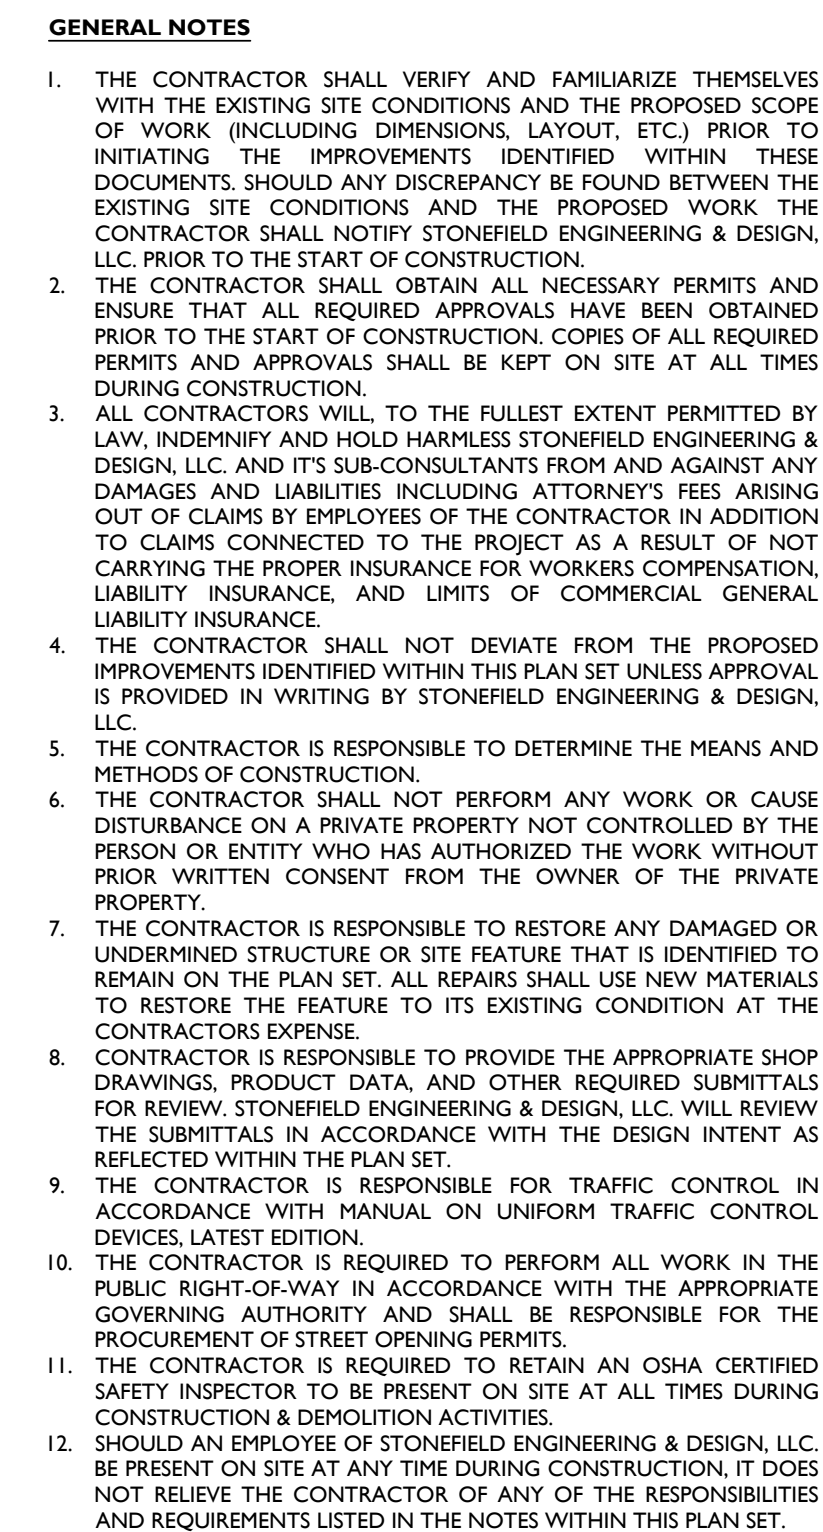 GENERAL NOTES
1. THE CONTRACTOR SHALL VERIFY AND FAMILIARIZE THEMSELVES
WITH THE EXISTING SITE CONDITIONS AND THE PROPOSED SCOPE
OF WORK (INCLUDING DIMENSIONS, LAYOUT, ETC.) PRIOR TO
INITIATING THE IMPROVEMENTS IDENTIFIED WITHIN THESE
DOCUMENTS. SHOULD ANY DISCREPANCY BE FOUND BETWEEN THE
EXISTING SITE CONDITIONS AND THE PROPOSED WORK THE
CONTRACTOR SHALL NOTIFY STONEFIELD ENGINEERING & DESIGN,
LLC. PRIOR TO THE START OF CONSTRUCTION.
2. THE CONTRACTOR SHALL OBTAIN ALL NECESSARY PERMITS AND
ENSURE THAT ALL REQUIRED APPROVALS HAVE BEEN OBTAINED
PRIOR TO THE START OF CONSTRUCTION. COPIES OF ALL REQUIRED
PERMITS AND APPROVALS SHALL BE KEPT ON SITE AT ALL TIMES
DURING CONSTRUCTION.
3. ALL CONTRACTORS WILL, TO THE FULLEST EXTENT PERMITTED BY
LAW, INDEMNIFY AND HOLD HARMLESS STONEFIELD ENGINEERING &
DESIGN, LLC. AND IT'S SUB-CONSULTANTS FROM AND AGAINST ANY
DAMAGES AND LIABILITIES INCLUDING ATTORNEY'S FEES ARISING
OUT OF CLAIMS BY EMPLOYEES OF THE CONTRACTOR IN ADDITION
TO CLAIMS CONNECTED TO THE PROJECT AS A RESULT OF NOT
CARRYING THE PROPER INSURANCE FOR WORKERS COMPENSATION,
LIABILITY INSURANCE, AND LIMITS OF COMMERCIAL GENERAL
LIABILITY INSURANCE.
4. THE CONTRACTOR SHALL NOT DEVIATE FROM THE PROPOSED
IMPROVEMENTS IDENTIFIED WITHIN THIS PLAN SET UNLESS APPROVAL
IS PROVIDED IN WRITING BY STONEFIELD ENGINEERING & DESIGN,
LLC.
5. THE CONTRACTOR IS RESPONSIBLE TO DETERMINE THE MEANS AND
METHODS OF CONSTRUCTION.
6. THE CONTRACTOR SHALL NOT PERFORM ANY WORK OR CAUSE
DISTURBANCE ON A PRIVATE PROPERTY NOT CONTROLLED BY THE
PERSON OR ENTITY WHO HAS AUTHORIZED THE WORK WITHOUT
PRIOR WRITTEN CONSENT FROM THE OWNER OF THE PRIVATE
PROPERTY.
7. THE CONTRACTOR IS RESPONSIBLE TO RESTORE ANY DAMAGED OR
UNDERMINED STRUCTURE OR SITE FEATURE THAT IS IDENTIFIED TO
REMAIN ON THE PLAN SET. ALL REPAIRS SHALL USE NEW MATERIALS
TO RESTORE THE FEATURE TO ITS EXISTING CONDITION AT THE
CONTRACTORS EXPENSE.
8. CONTRACTOR IS RESPONSIBLE TO PROVIDE THE APPROPRIATE SHOP
DRAWINGS, PRODUCT DATA, AND OTHER REQUIRED SUBMITTALS
FOR REVIEW. STONEFIELD ENGINEERING & DESIGN, LLC. WILL REVIEW
THE SUBMITTALS IN ACCORDANCE WITH THE DESIGN INTENT AS
REFLECTED WITHIN THE PLAN SET.
9. THE CONTRACTOR IS RESPONSIBLE FOR TRAFFIC CONTROL IN
ACCORDANCE WITH MANUAL ON UNIFORM TRAFFIC CONTROL
DEVICES, LATEST EDITION.
10. THE CONTRACTOR IS REQUIRED TO PERFORM ALL WORK IN THE
PUBLIC RIGHT-OF-WAY IN ACCORDANCE WITH THE APPROPRIATE
GOVERNING AUTHORITY AND SHALL BE RESPONSIBLE FOR THE
PROCUREMENT OF STREET OPENING PERMITS.
11. THE CONTRACTOR IS REQUIRED TO RETAIN AN OSHA CERTIFIED
SAFETY INSPECTOR TO BE PRESENT ON SITE AT ALL TIMES DURING
CONSTRUCTION & DEMOLITION ACTIVITIES.
12. SHOULD AN EMPLOYEE OF STONEFIELD ENGINEERING & DESIGN, LLC.
BE PRESENT ON SITE AT ANY TIME DURING CONSTRUCTION, IT DOES
NOT RELIEVE THE CONTRACTOR OF ANY OF THE RESPONSIBILITIES
AND REQUIREMENTS LISTED IN THE NOTES WITHIN THIS PLAN SET.